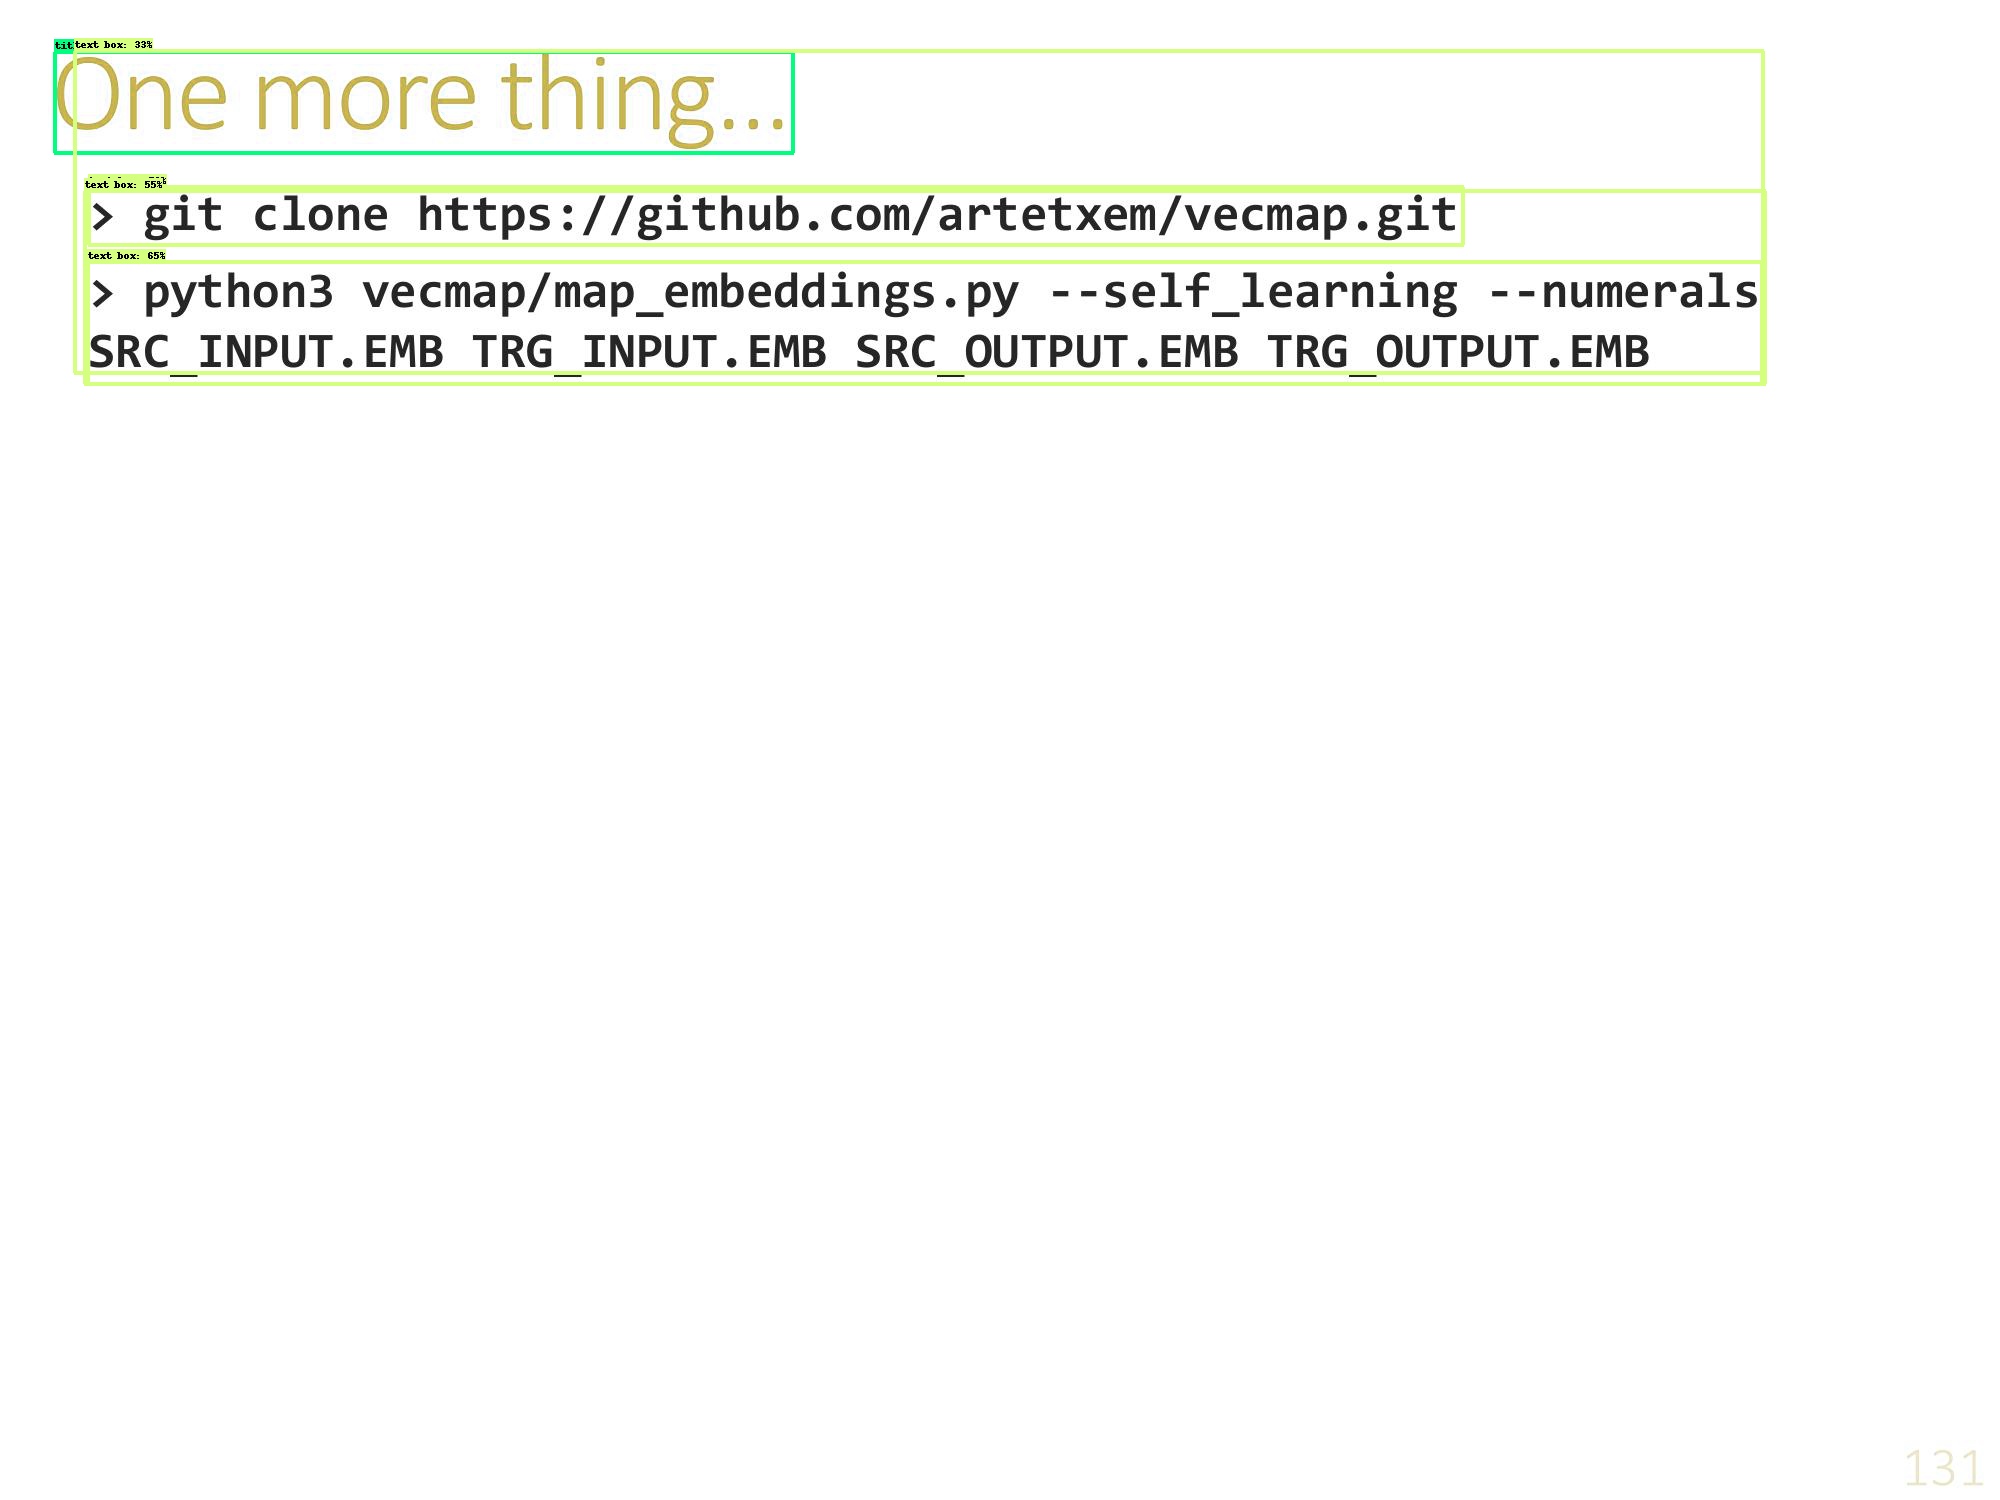 text box: 33%
One more thing...
text box: 55%
> git clone https://github.com/artetxem/vecmap.git
text box: 65%
> python3 vecmap/map_embeddings.py --self_learning --numerals
SRC_INPUT.EMB TRG_INPUT.EMB SRC_OUTPUT.EMB TRG_OUTPUT.EMB
131